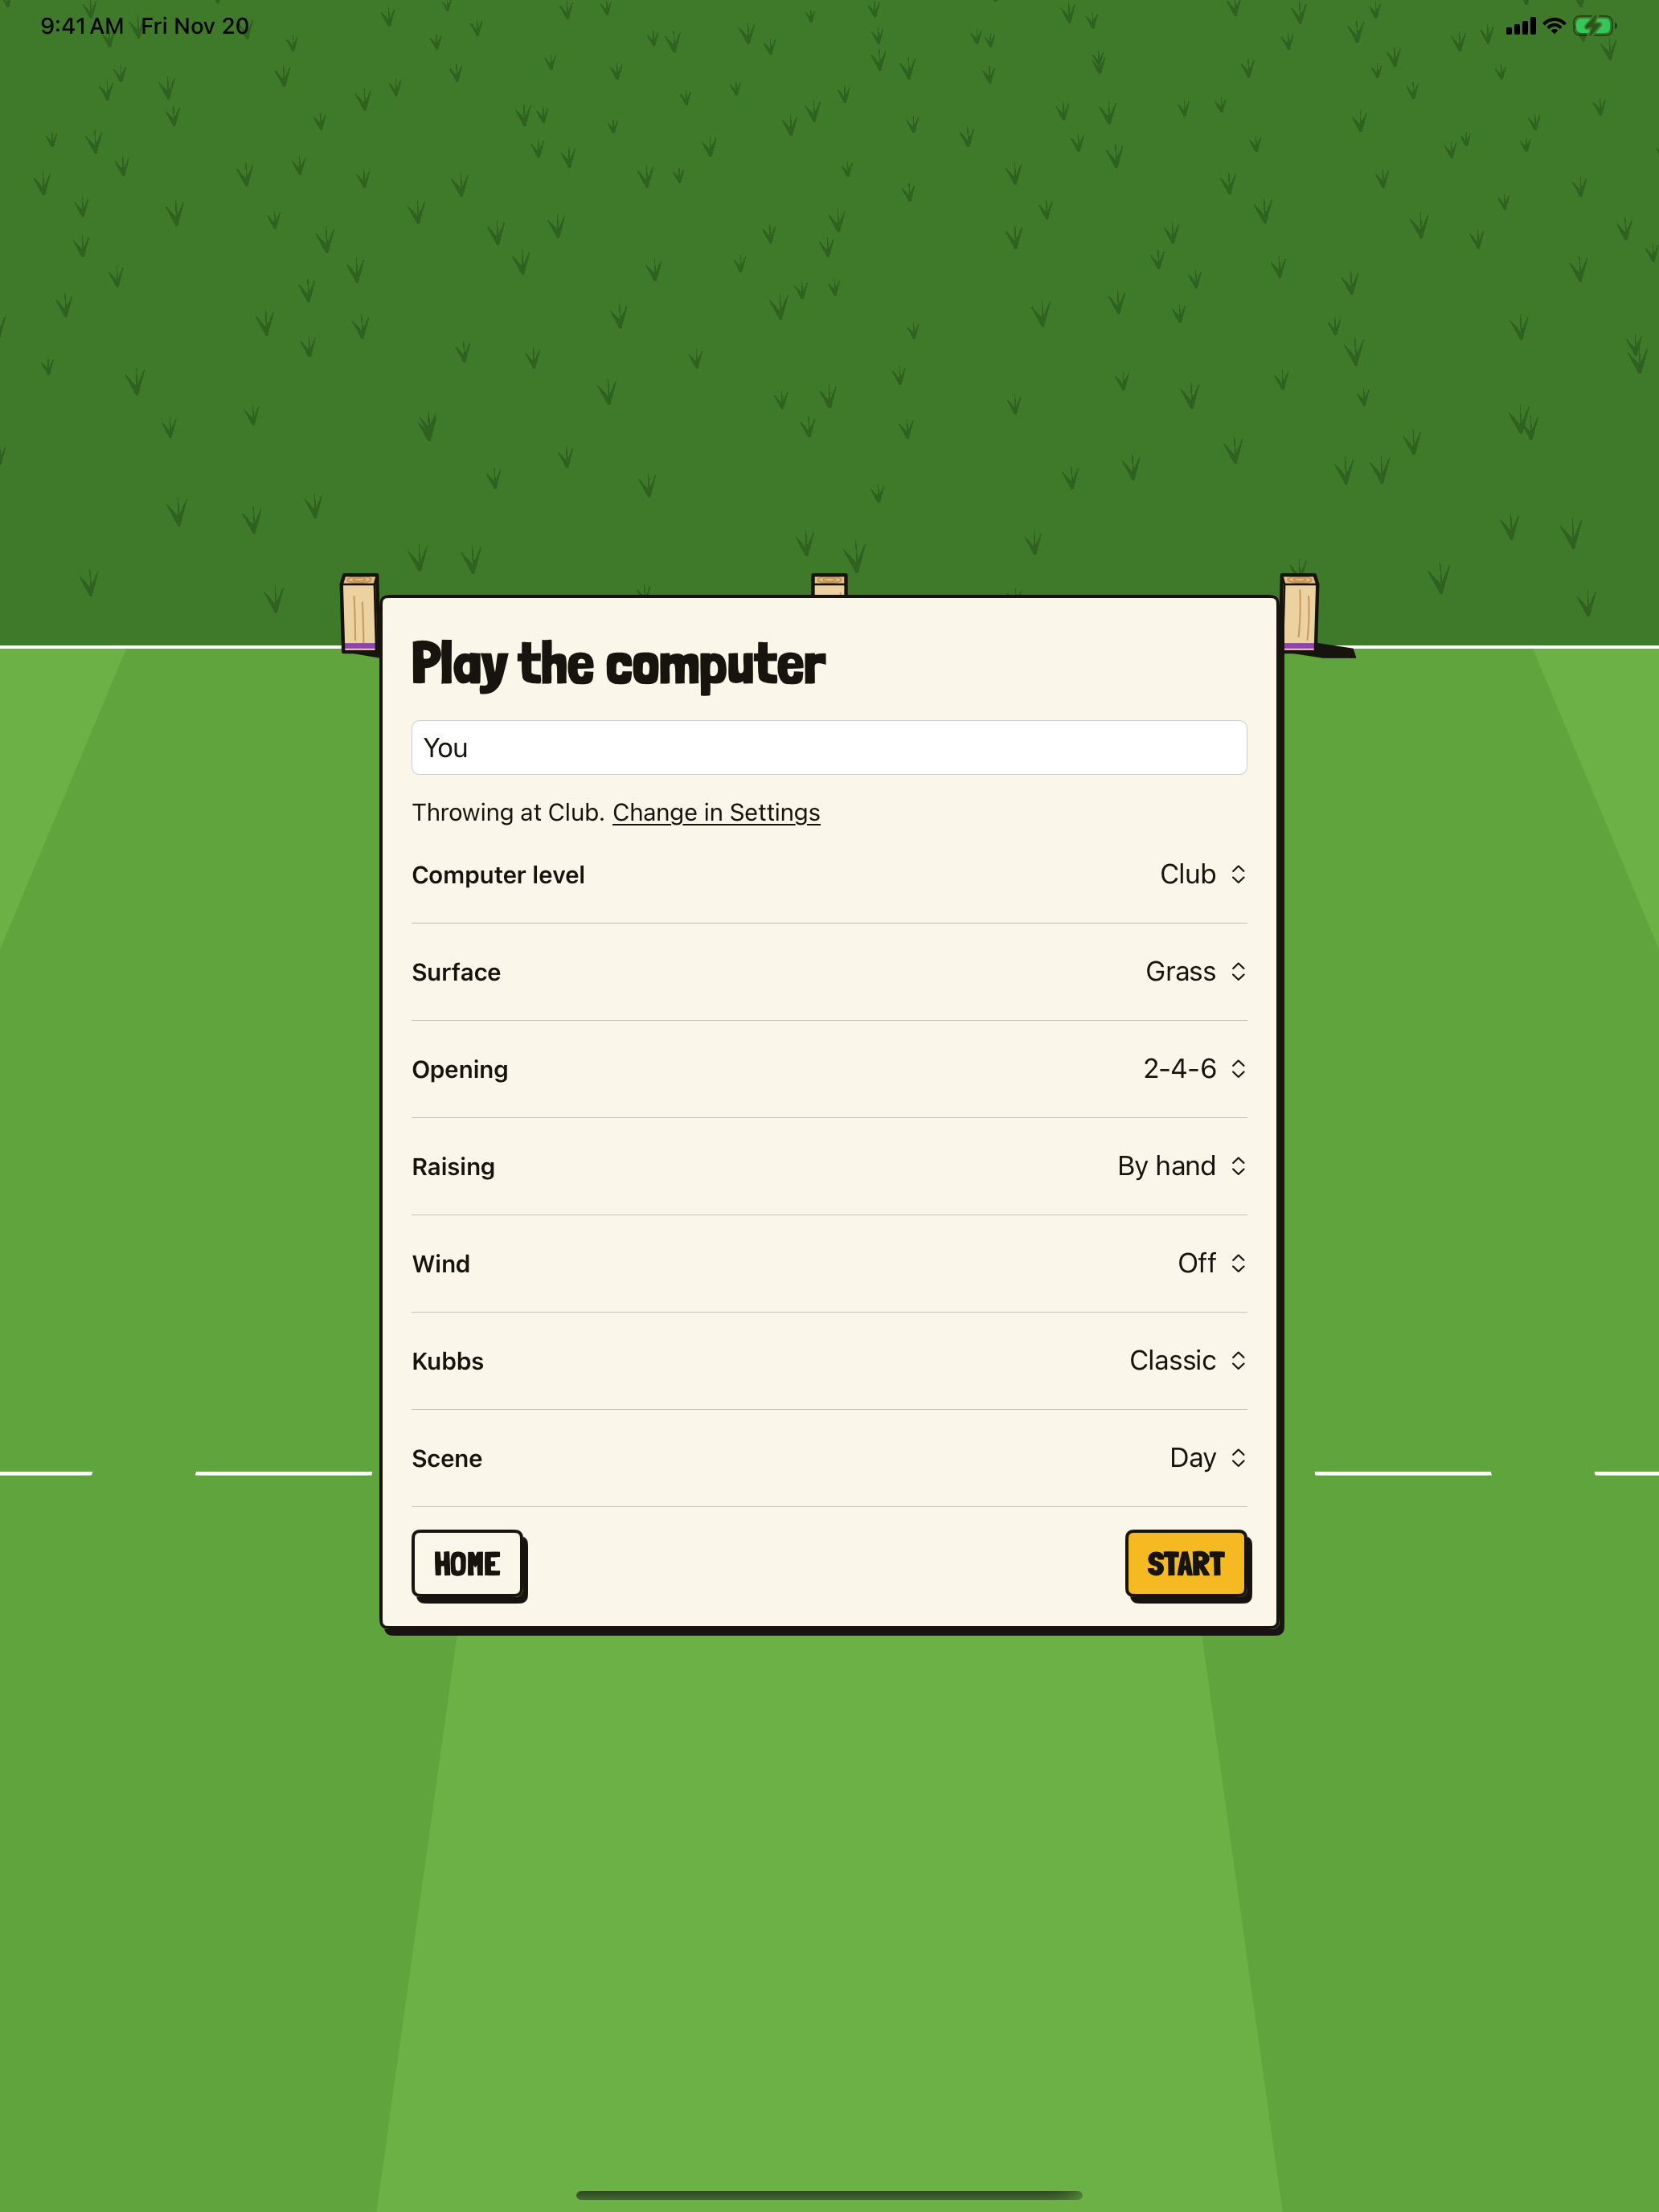 9:41 AM Fri Nov 20
Play the computer
You
Throwing at Club. Change in Settings
Computer level Club
Surface Grass
Opening 2-4-6
Raising By hand
Wind Off
Kubbs Classic
Scene Day
HOME START